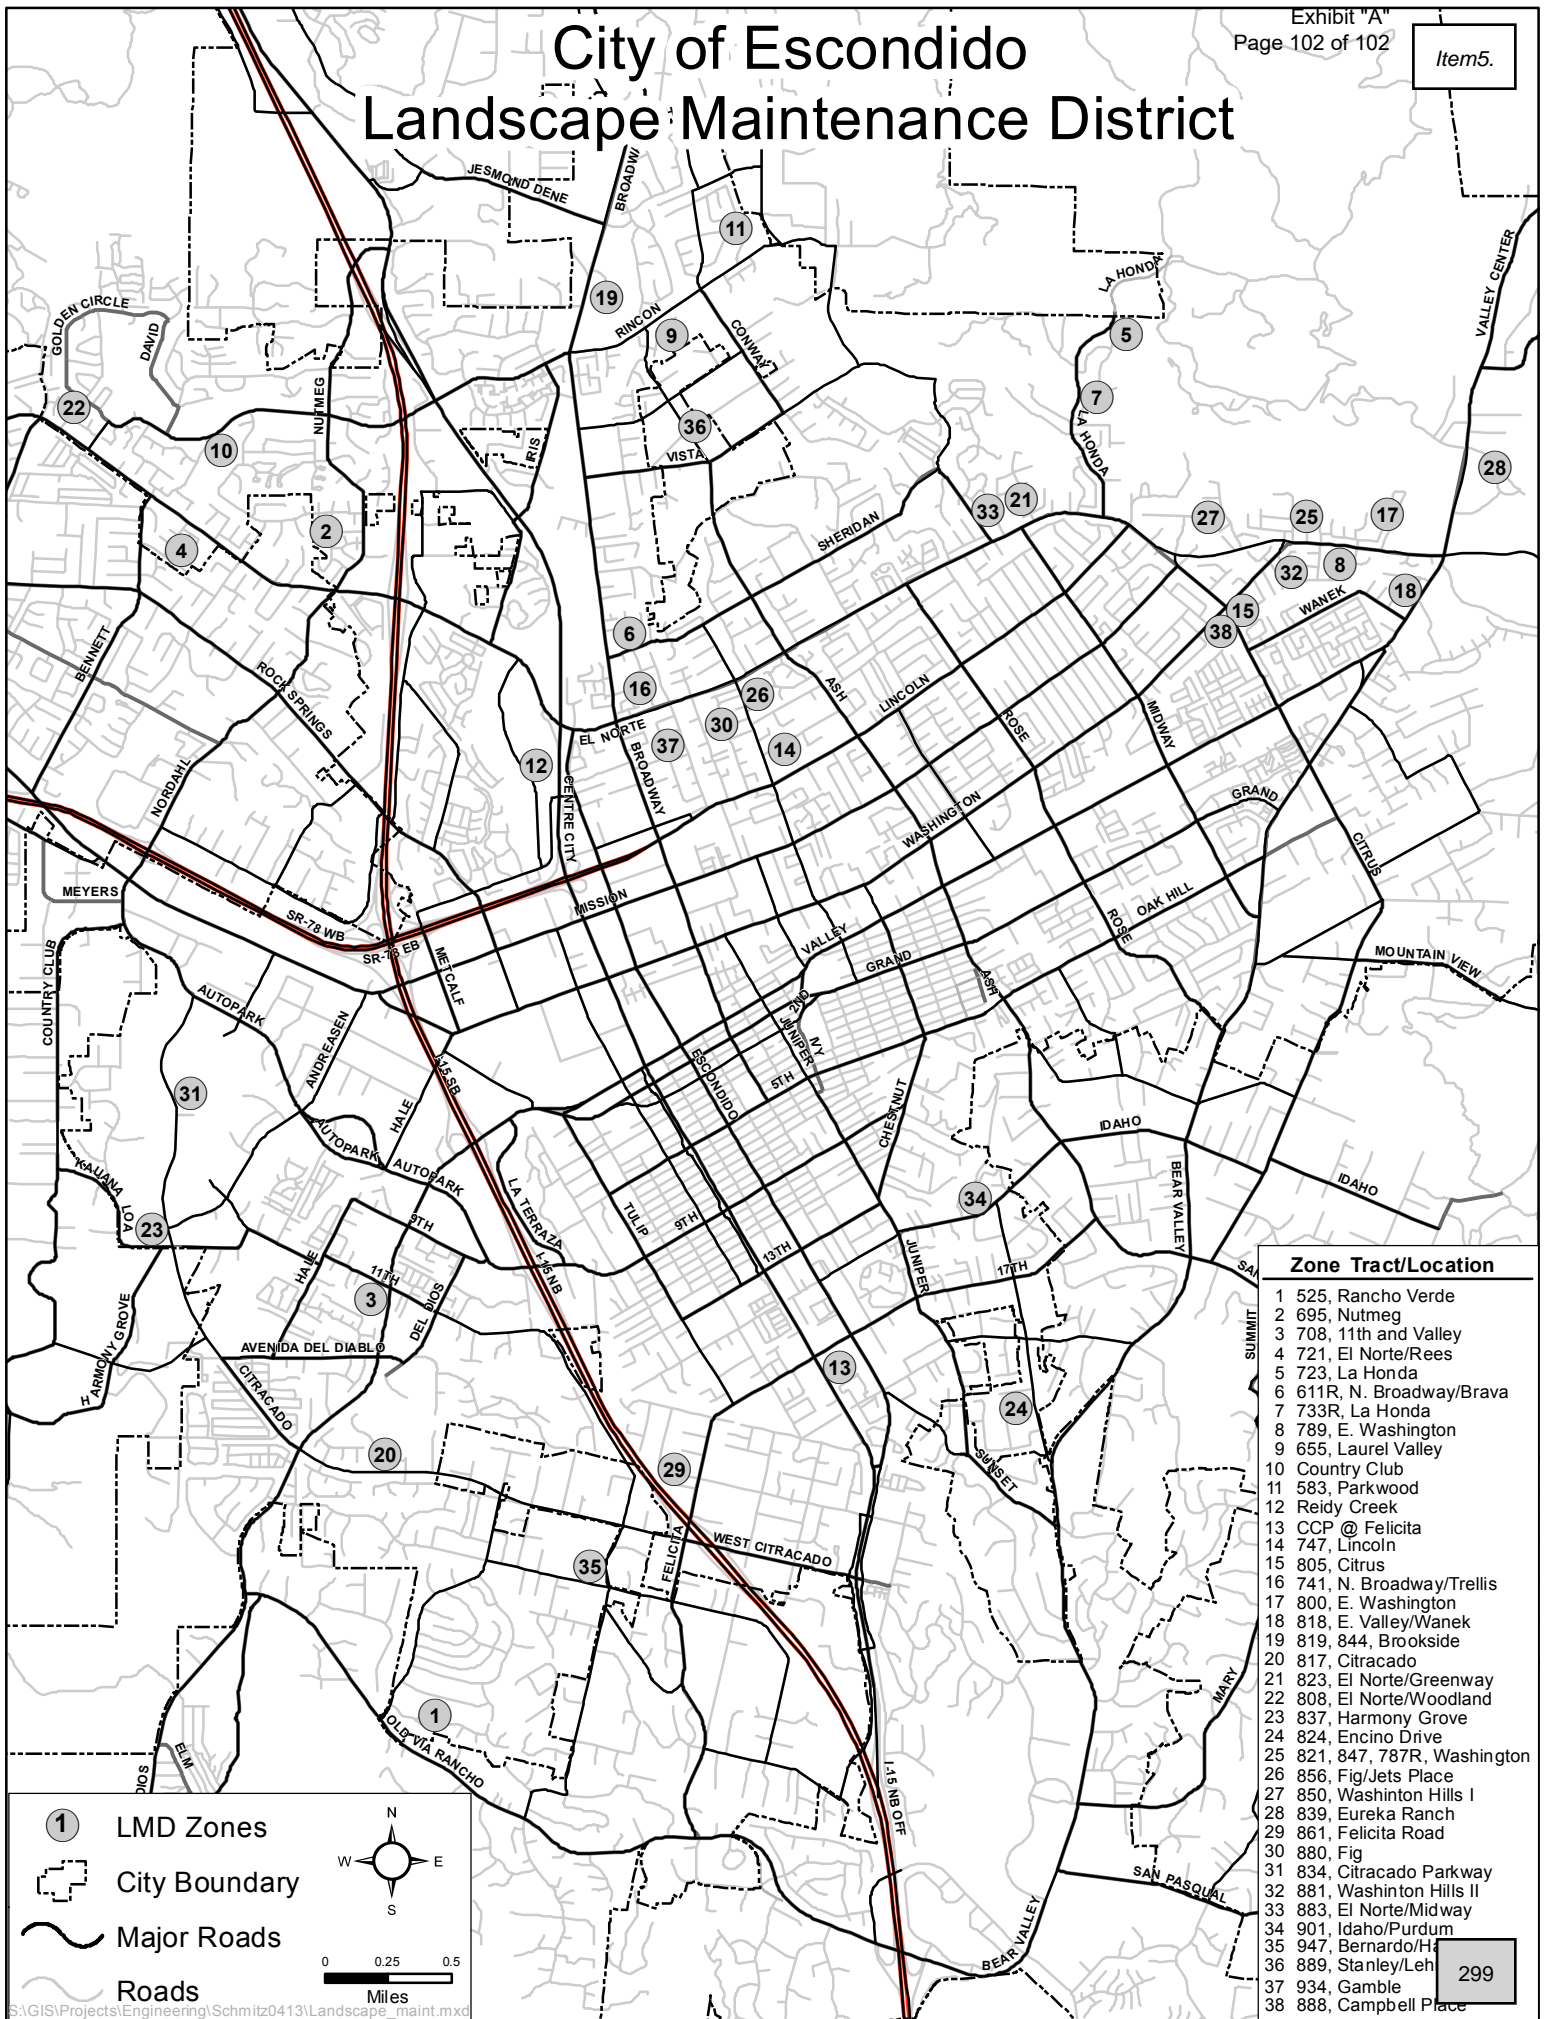 Exhibit "A"
Page 102 of 102
Item5.
City of Escondido
Landscape Maintenance District
JESMOND DENE
11
LA HONDA
VALLEY CENTER
19
RINCON
GOLDEN CIRCLE
DAVID
9
CONWAY
5
NUTMEG
22
7
10
36
IRIS
VISTA
LA HONDA
28
33
21
27
25
17
2
4
SHERIDAN
32
8
18
WANEK
15
38
6
BENNETT
ROCK SPRINGS
16
26
ASH
LINCOLN
ROSE
MIDWAY
EL NORTE
30
37
14
BROADWAY
12
NORDAHL
CENTRE CITY
WASHINGTON
GRAND
CITRUS
MEYERS
SR-78 WB
MISSION
OAK HILL
ROSE
SR-78 EB
METCALF
VALLEY
GRAND
MOUNTAIN VIEW
COUNTRY CLUB
AUTOPARK
ANDREASEN
2ND
ASH
JUNIPER
IVY
I-15 SB
ESCONDIDO
5TH
31
HALE
CHESTNUT
IDAHO
AUTOPARK
AUTOPARK
KAUANA LOA
BEAR VALLEY
IDAHO
LA TERRAZA
34
TULIP
9TH
9TH
23
13TH
JUNIPER
HALE
11TH
I-15 NB
17TH
3
DEL DIOS
HARMONY GROVE
AVENIDA DEL DIABLO
SUMMIT
13
CITRACADO
24
20
29
SUNSET
FELICITA
WEST CITRACADO
35
MARY
1
OLD VIA RANCHO
ELM
DIOS
I-15 NB OFF
SAN PASQUAL
BEAR VALLEY
Zone Tract/Location
1 525, Rancho Verde
2 695, Nutmeg
3 708, 11th and Valley
4 721, El Norte/Rees
5 723, La Honda
6 611R, N. Broadway/Brava
7 733R, La Honda
8 789, E. Washington
9 655, Laurel Valley
10 Country Club
11 583, Parkwood
12 Reidy Creek
13 CCP @ Felicita
14 747, Lincoln
15 805, Citrus
16 741, N. Broadway/Trellis
17 800, E. Washington
18 818, E. Valley/Wanek
19 819, 844, Brookside
20 817, Citracado
21 823, El Norte/Greenway
22 808, El Norte/Woodland
23 837, Harmony Grove
24 824, Encino Drive
25 821, 847, 787R, Washington
26 856, Fig/Jets Place
27 850, Washinton Hills I
28 839, Eureka Ranch
29 861, Felicita Road
30 880, Fig
31 834, Citracado Parkway
32 881, Washinton Hills II
33 883, El Norte/Midway
34 901, Idaho/Purdum
35 947, Bernardo/Ha
36 889, Stanley/Leh
37 934, Gamble
38 888, Campbell Place
299
1 LMD Zones
City Boundary
Major Roads
Roads
N
W E
S
0 0.25 0.5
Miles
S:\GIS\Projects\Engineering\Schmitz0413\Landscape_maint.mxd